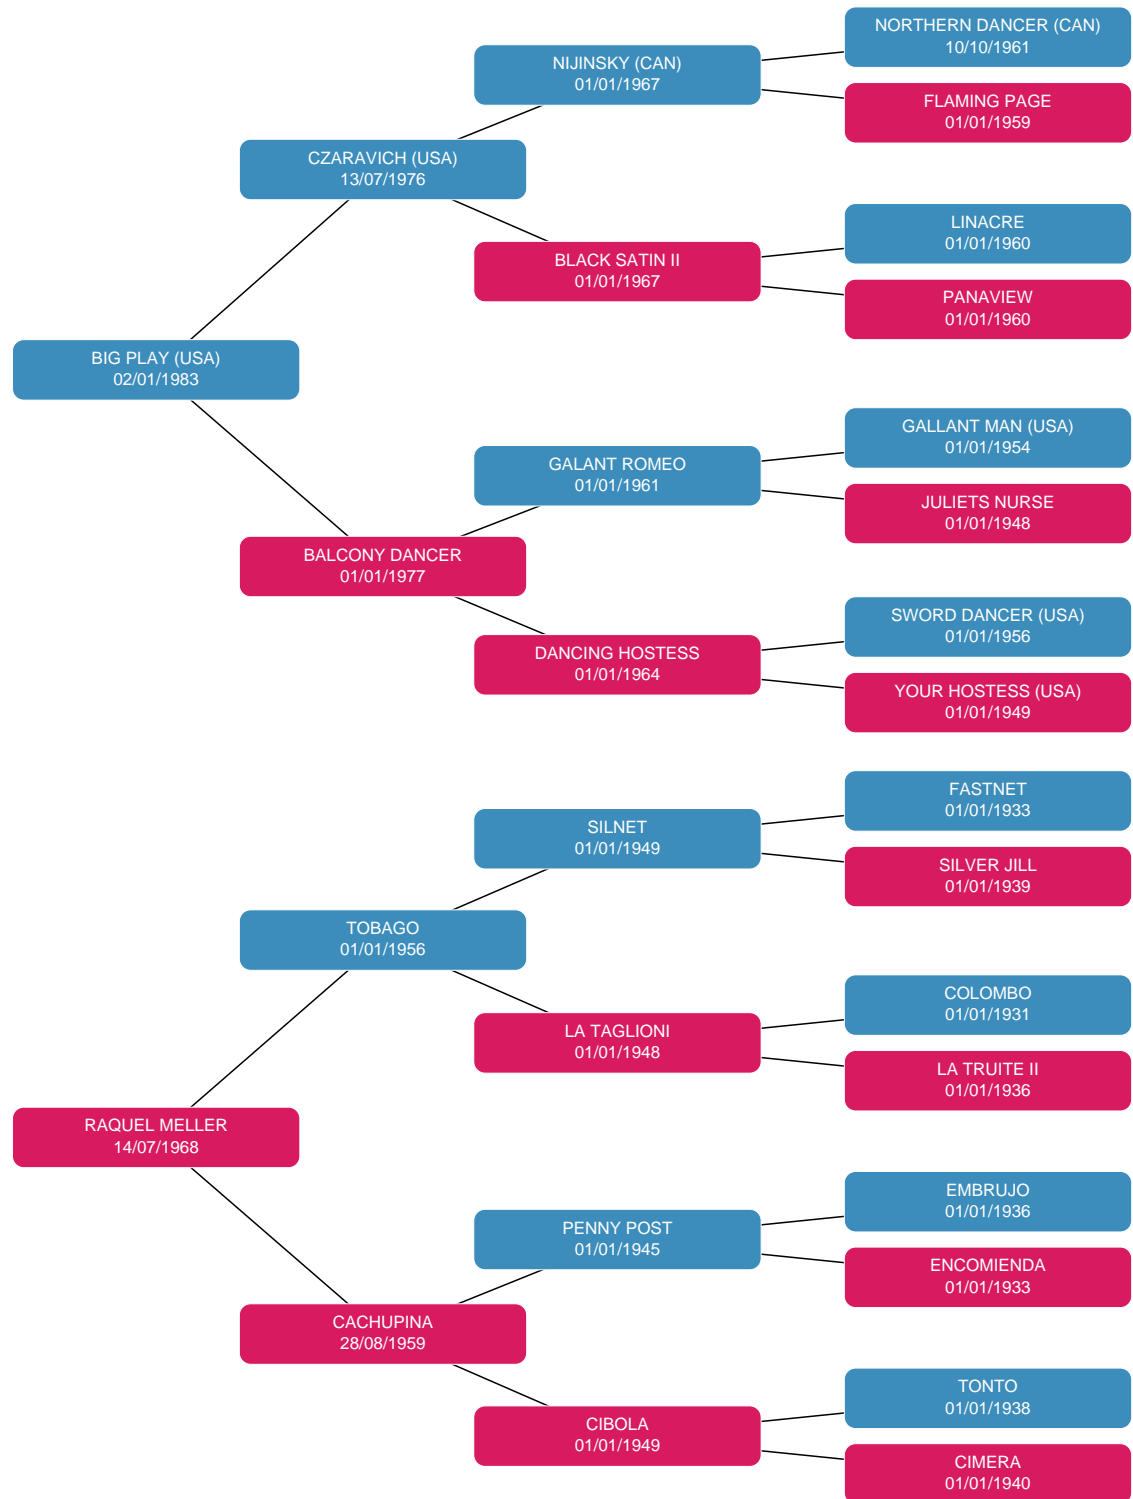 NORTHERN DANCER (CAN)
10/10/1961
NIJINSKY (CAN)
01/01/1967
FLAMING PAGE
01/01/1959
CZARAVICH (USA)
13/07/1976
LINACRE
01/01/1960
BLACK SATIN II
01/01/1967
PANAVIEW
01/01/1960
BIG PLAY (USA)
02/01/1983
GALLANT MAN (USA)
01/01/1954
GALANT ROMEO
01/01/1961
JULIETS NURSE
01/01/1948
BALCONY DANCER
01/01/1977
SWORD DANCER (USA)
01/01/1956
DANCING HOSTESS
01/01/1964
YOUR HOSTESS (USA)
01/01/1949
FASTNET
01/01/1933
SILNET
01/01/1949
SILVER JILL
01/01/1939
TOBAGO
01/01/1956
COLOMBO
01/01/1931
LA TAGLIONI
01/01/1948
LA TRUITE II
01/01/1936
RAQUEL MELLER
14/07/1968
EMBRUJO
01/01/1936
PENNY POST
01/01/1945
ENCOMIENDA
01/01/1933
CACHUPINA
28/08/1959
TONTO
01/01/1938
CIBOLA
01/01/1949
CIMERA
01/01/1940